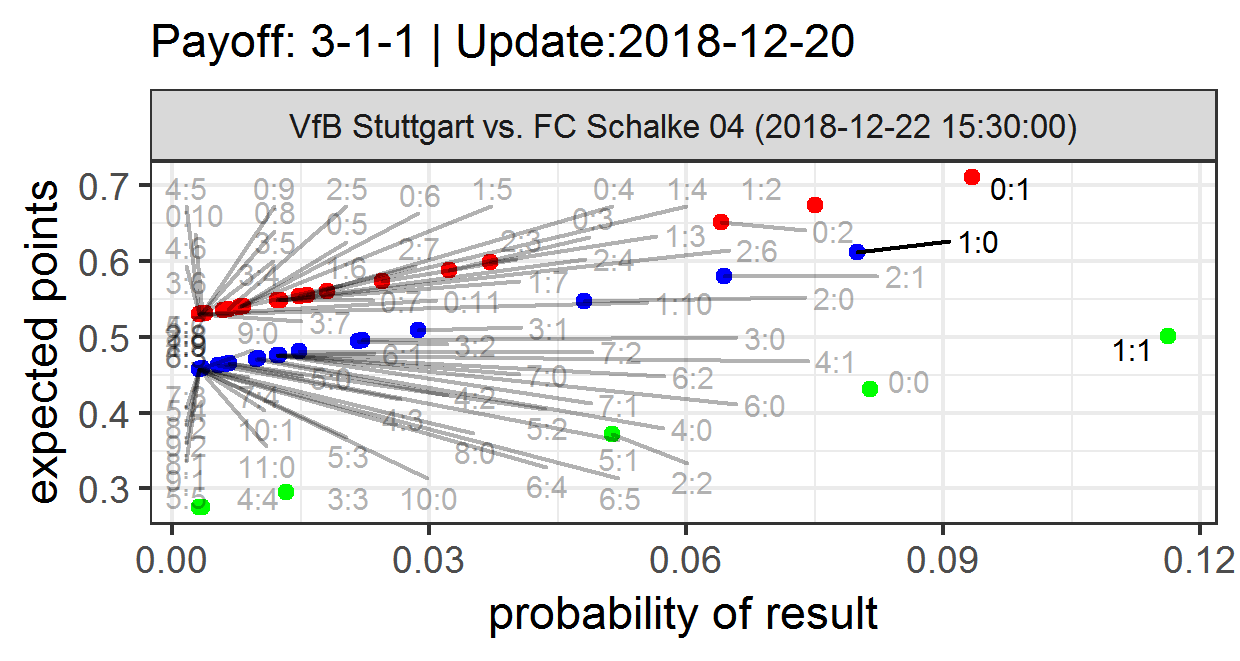 Payoff: 3-1-1 | Update:2018-12-20
VfB Stuttgart vs. FC Schalke 04 (2018-12-22 15:30:00)
expected points
0.7
0.6
0.5
0.4
0.3
4:5 0:9 2:5 0:6 1:5 0:4 1:4 1:2 0:1
0:10 0:8 0:5 0:3 0:2
4:6 3:5 2:7 2:3 1:3 2:6 1:0
3:6 3:4 1:6 1:7 2:4 2:1
0:7 0:11 1:10 2:0
9:0 3:7 3:1 3:0
6:1 3:2 7:2 4:1 1:1
5:0 7:0 6:2 0:0
7:3 7:4 4:2 7:1 6:0
10:1 4:3 5:2 4:0
11:0 5:3 8:0 5:1
9:1 6:4 2:2
5:5 4:4 3:3 10:0 6:5
0.00 0.03 0.06 0.09 0.12
probability of result